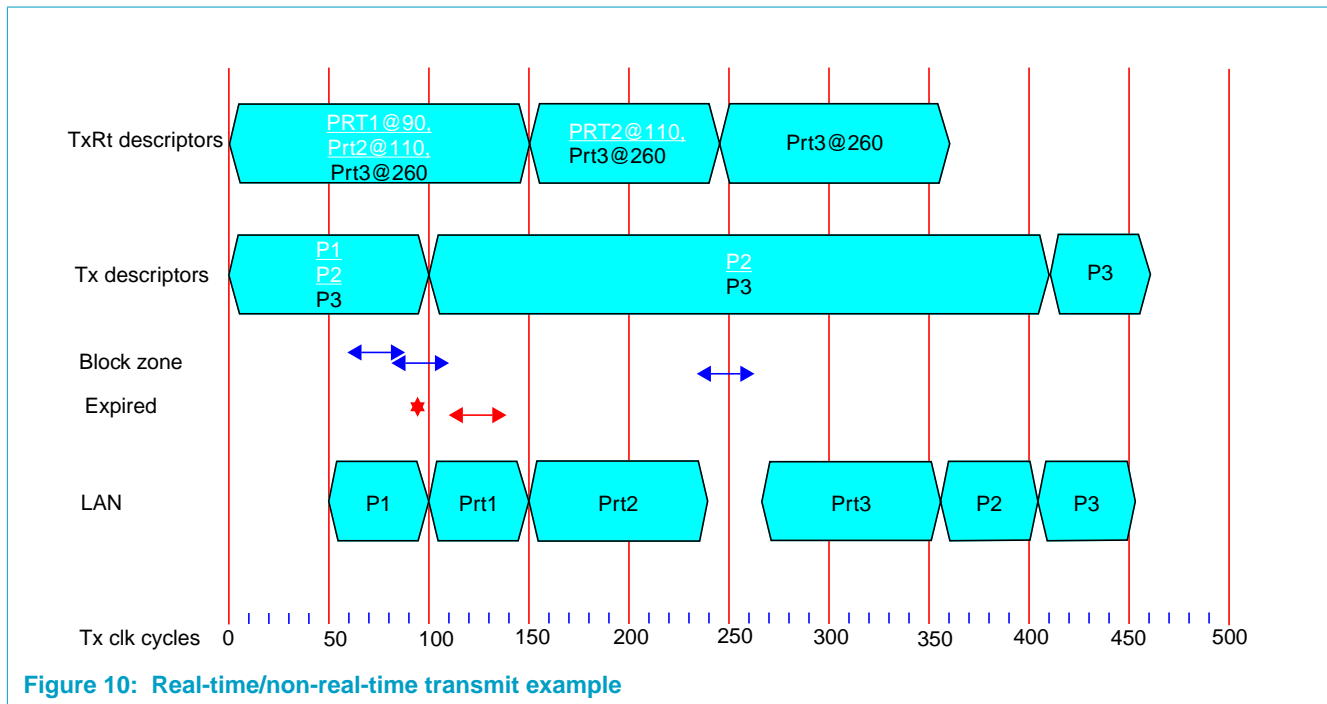 TxRt descriptors
PRT1@90,
Prt2@110,
Prt3@260
PRT2@110,
Prt3@260
Prt3@260
Tx descriptors
P1
P2
P3
P2
P3
P3
Block zone
Expired
LAN
P1
Prt1
Prt2
Prt3
P2
P3
Tx clk cycles
0 50 100 150 200 250 300 350 400 450 500
Figure 10: Real-time/non-real-time transmit example